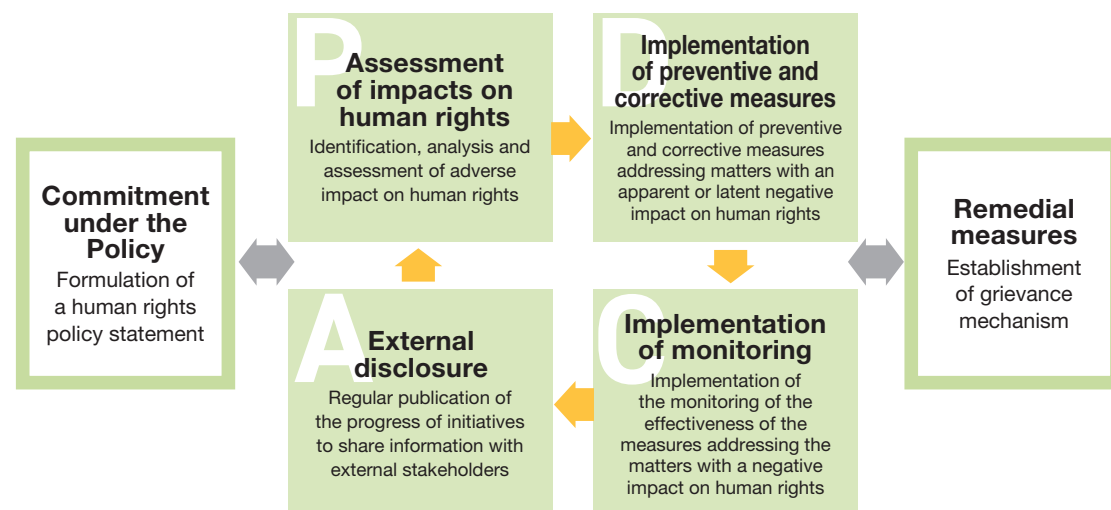 Commitment
under the
Policy
Formulation of
a human rights
policy statement
P
Assessment
of impacts on
human rights
Identification, analysis and
assessment of adverse
impact on human rights
D
Implementation
of preventive and
corrective measures
Implementation of preventive
and corrective measures
addressing matters with an
apparent or latent negative
impact on human rights
C
Implementation
of monitoring
Implementation of
the monitoring of the
effectiveness of the
measures addressing the
matters with a negative
impact on human rights
A
External
disclosure
Regular publication of
the progress of initiatives
to share information with
external stakeholders
Remedial
measures
Establishment
of grievance
mechanism